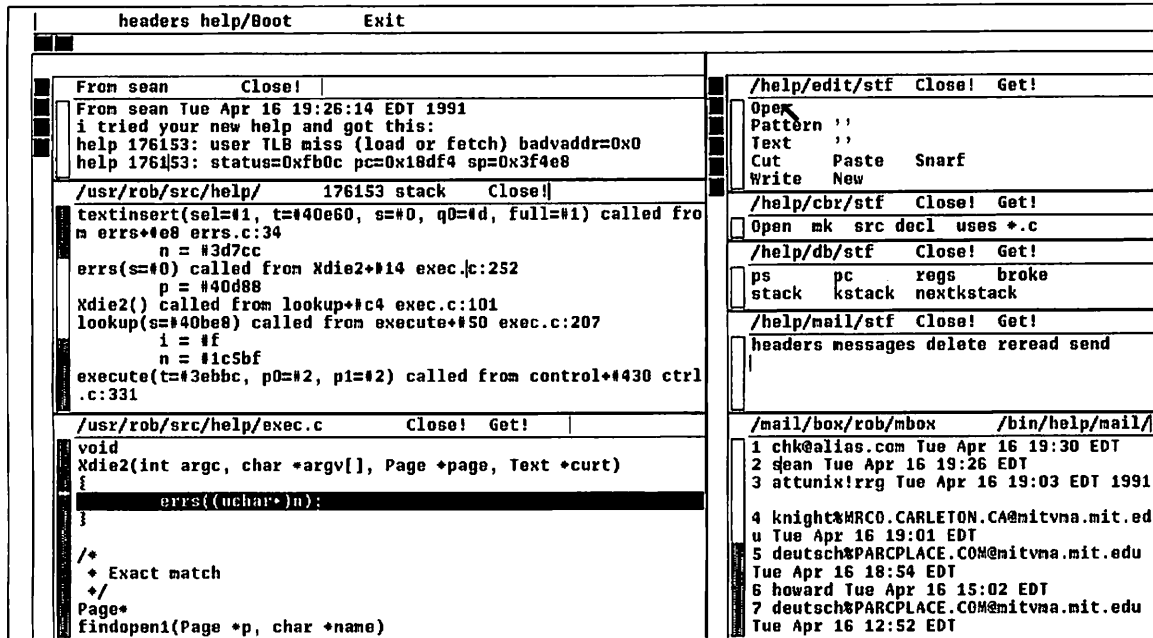 headers help/Boot Exit
From sean Close!
From sean Tue Apr 16 19:26:14 EDT 1991
i tried your new help and got this:
help 176153: user TLB miss (load or fetch) badvaddr=0x0
help 176153: status=0xfb0c pc=0x18df4 sp=0x3f4e8
/usr/rob/src/help/ 176153 stack Close!
textinsert(sel=#1, t=#40e60, s=#0, q0=#d, full=#1) called fro
m errs+#e8 errs.c:34
n = #3d7cc
errs(s=#0) called from Xdie2+#14 exec.c:252
p = #40d88
Xdie2() called from lookup+#c4 exec.c:101
lookup(s=#40be8) called from execute+#50 exec.c:207
i = #f
n = #1c5bf
execute(t=#3ebbc, p0=#2, p1=#2) called from control+#430 ctrl
.c:331
/usr/rob/src/help/exec.c Close! Get!
void
Xdie2(int argc, char *argv[], Page *page, Text *curt)
{
errs((uchar*)n);
}
/*
* Exact match
*/
Page*
findopen1(Page *p, char *name)
/help/edit/stf Close! Get!
Open
Pattern ''
Text ''
Cut Paste Snarf
Write New
/help/cbr/stf Close! Get!
Open mk src decl uses *.c
/help/db/stf Close! Get!
ps pc regs broke
stack kstack nextkstack
/help/mail/stf Close! Get!
headers messages delete reread send
/mail/box/rob/mbox /bin/help/mail/
1 chk@alias.com Tue Apr 16 19:30 EDT
2 sean Tue Apr 16 19:26 EDT
3 attunix!rrg Tue Apr 16 19:03 EDT 1991
4 knight%MRCO.CARLETON.CA@mitvma.mit.ed
u Tue Apr 16 19:01 EDT
5 deutsch%PARCPLACE.COM@mitvma.mit.edu
Tue Apr 16 18:54 EDT
6 howard Tue Apr 16 15:02 EDT
7 deutsch%PARCPLACE.COM@mitvma.mit.edu
Tue Apr 16 12:52 EDT